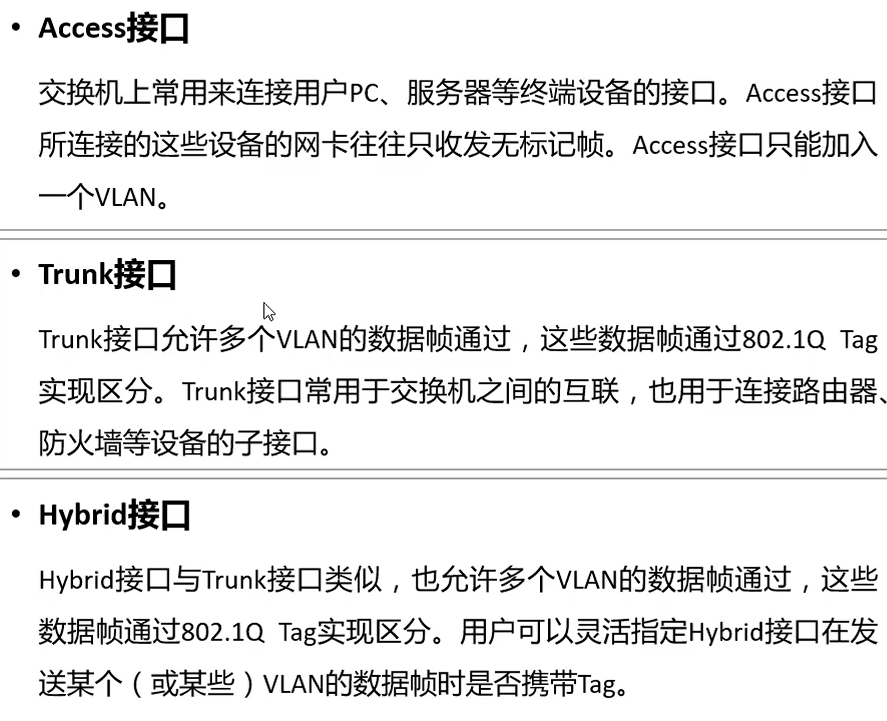 • Access接口
交换机上常用来连接用户PC、服务器等终端设备的接口。Access接口
所连接的这些设备的网卡往往只收发无标记帧。Access接口只能加入
一个VLAN。
• Trunk接口
Trunk接口允许多个VLAN的数据帧通过，这些数据帧通过802.1Q Tag
实现区分。Trunk接口常用于交换机之间的互联，也用于连接路由器、
防火墙等设备的子接口。
• Hybrid接口
Hybrid接口与Trunk接口类似，也允许多个VLAN的数据帧通过，这些
数据帧通过802.1Q Tag实现区分。用户可以灵活指定Hybrid接口在发
送某个（或某些）VLAN的数据帧时是否携带Tag。